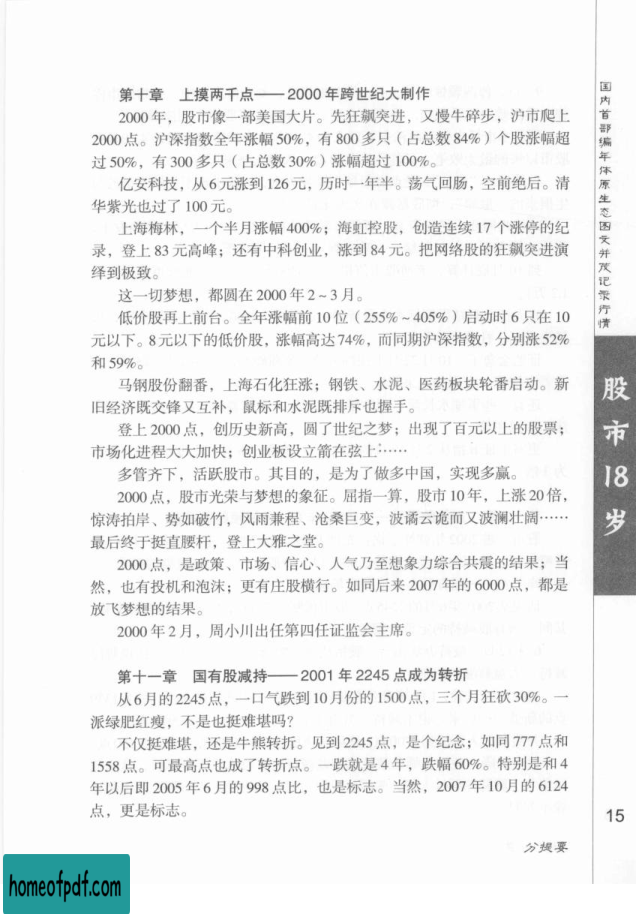 第十章　上摸两千点——2000年跨世纪大制作
2000年，股市像一部美国大片。先狂飙突进，又慢牛碎步，沪市爬上
2000点。沪深指数全年涨幅50%，有800多只（占总数84%）个股涨幅超
过50%，有300多只（占总数30%）涨幅超过100%。
亿安科技，从6元涨到126元，历时一年半。荡气回肠，空前绝后。清
华紫光也过了100元。
上海梅林，一个半月涨幅400%；海虹控股，创造连续17个涨停的纪
录，登上83元高峰；还有中科创业，涨到84元。把网络股的狂飙突进演
绎到极致。
这一切梦想，都圆在2000年2~3月。
低价股再上前台。全年涨幅前10位（255%~405%）启动时6只在10
元以下。8元以下的低价股，涨幅高达74%，而同期沪深指数，分别涨52%
和59%。
马钢股份翻番，上海石化狂涨；钢铁、水泥、医药板块轮番启动。新
旧经济既交锋又互补，鼠标和水泥既排斥也握手。
登上2000点，创历史新高，圆了世纪之梦；出现了百元以上的股票；
市场化进程大大加快；创业板设立箭在弦上……
多管齐下，活跃股市。其目的，是为了做多中国，实现多赢。
2000点，股市光荣与梦想的象征。屈指一算，股市10年，上涨20倍，
惊涛拍岸、势如破竹，风雨兼程、沧桑巨变，波谲云诡而又波澜壮阔……
最后终于挺直腰杆，登上大雅之堂。
2000点，是政策、市场、信心、人气乃至想象力综合共震的结果；当
然，也有投机和泡沫；更有庄股横行。如同后来2007年的6000点，都是
放飞梦想的结果。
2000年2月，周小川出任第四任证监会主席。
第十一章　国有股减持——2001年2245点成为转折
从6月的2245点，一口气跌到10月份的1500点，三个月狂砍30%。一
派绿肥红瘦，不是也挺难堪吗？
不仅挺难堪，还是牛熊转折。见到2245点，是个纪念；如同777点和
1558点。可最高点也成了转折点。一跌就是4年，跌幅60%。特别是和4
年以后即2005年6月的998点比，也是标志。当然，2007年10月的6124
点，更是标志。
国内首部编年体原生态图文并茂记录行情
股市18岁
15
分提要
homeofpdf.com